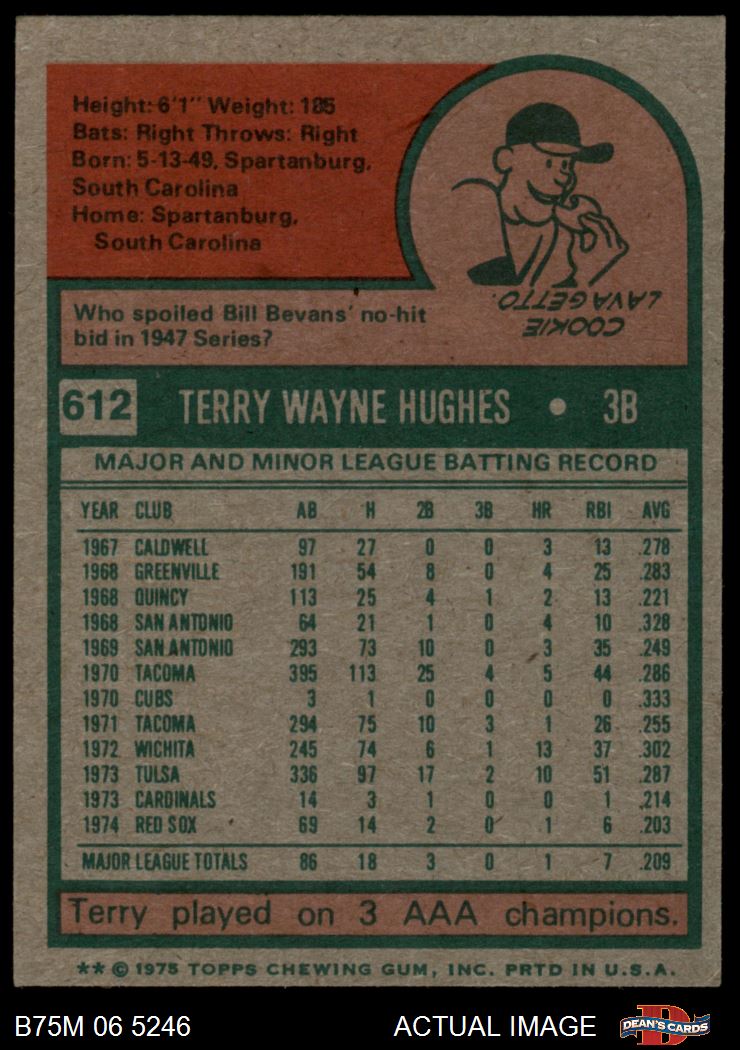 Height: 6'1" Weight: 185
Bats: Right Throws: Right
Born: 5-13-49, Spartanburg,
South Carolina
Home: Spartanburg,
South Carolina
Who spoiled Bill Bevans' no-hit
bid in 1947 Series?
COOKIE
LAVAGETTO.
612 TERRY WAYNE HUGHES • 3B
MAJOR AND MINOR LEAGUE BATTING RECORD
YEAR CLUB AB H 2B 3B HR RBI AVG
1967 CALDWELL 97 27 0 0 3 13 .278
1968 GREENVILLE 191 54 8 0 4 25 .283
1968 QUINCY 113 25 4 1 2 13 .221
1968 SAN ANTONIO 64 21 1 0 4 10 .328
1969 SAN ANTONIO 293 73 10 0 3 35 .249
1970 TACOMA 395 113 25 4 5 44 .286
1970 CUBS 3 1 0 0 0 0 .333
1971 TACOMA 294 75 10 3 1 26 .255
1972 WICHITA 245 74 6 1 13 37 .302
1973 TULSA 336 97 17 2 10 51 .287
1973 CARDINALS 14 3 1 0 0 1 .214
1974 RED SOX 69 14 2 0 1 6 .203
MAJOR LEAGUE TOTALS 86 18 3 0 1 7 .209
Terry played on 3 AAA champions.
** © 1975 TOPPS CHEWING GUM, INC. PRTD IN U.S.A.
B75M 06 5246 ACTUAL IMAGE DEAN'S CARDS